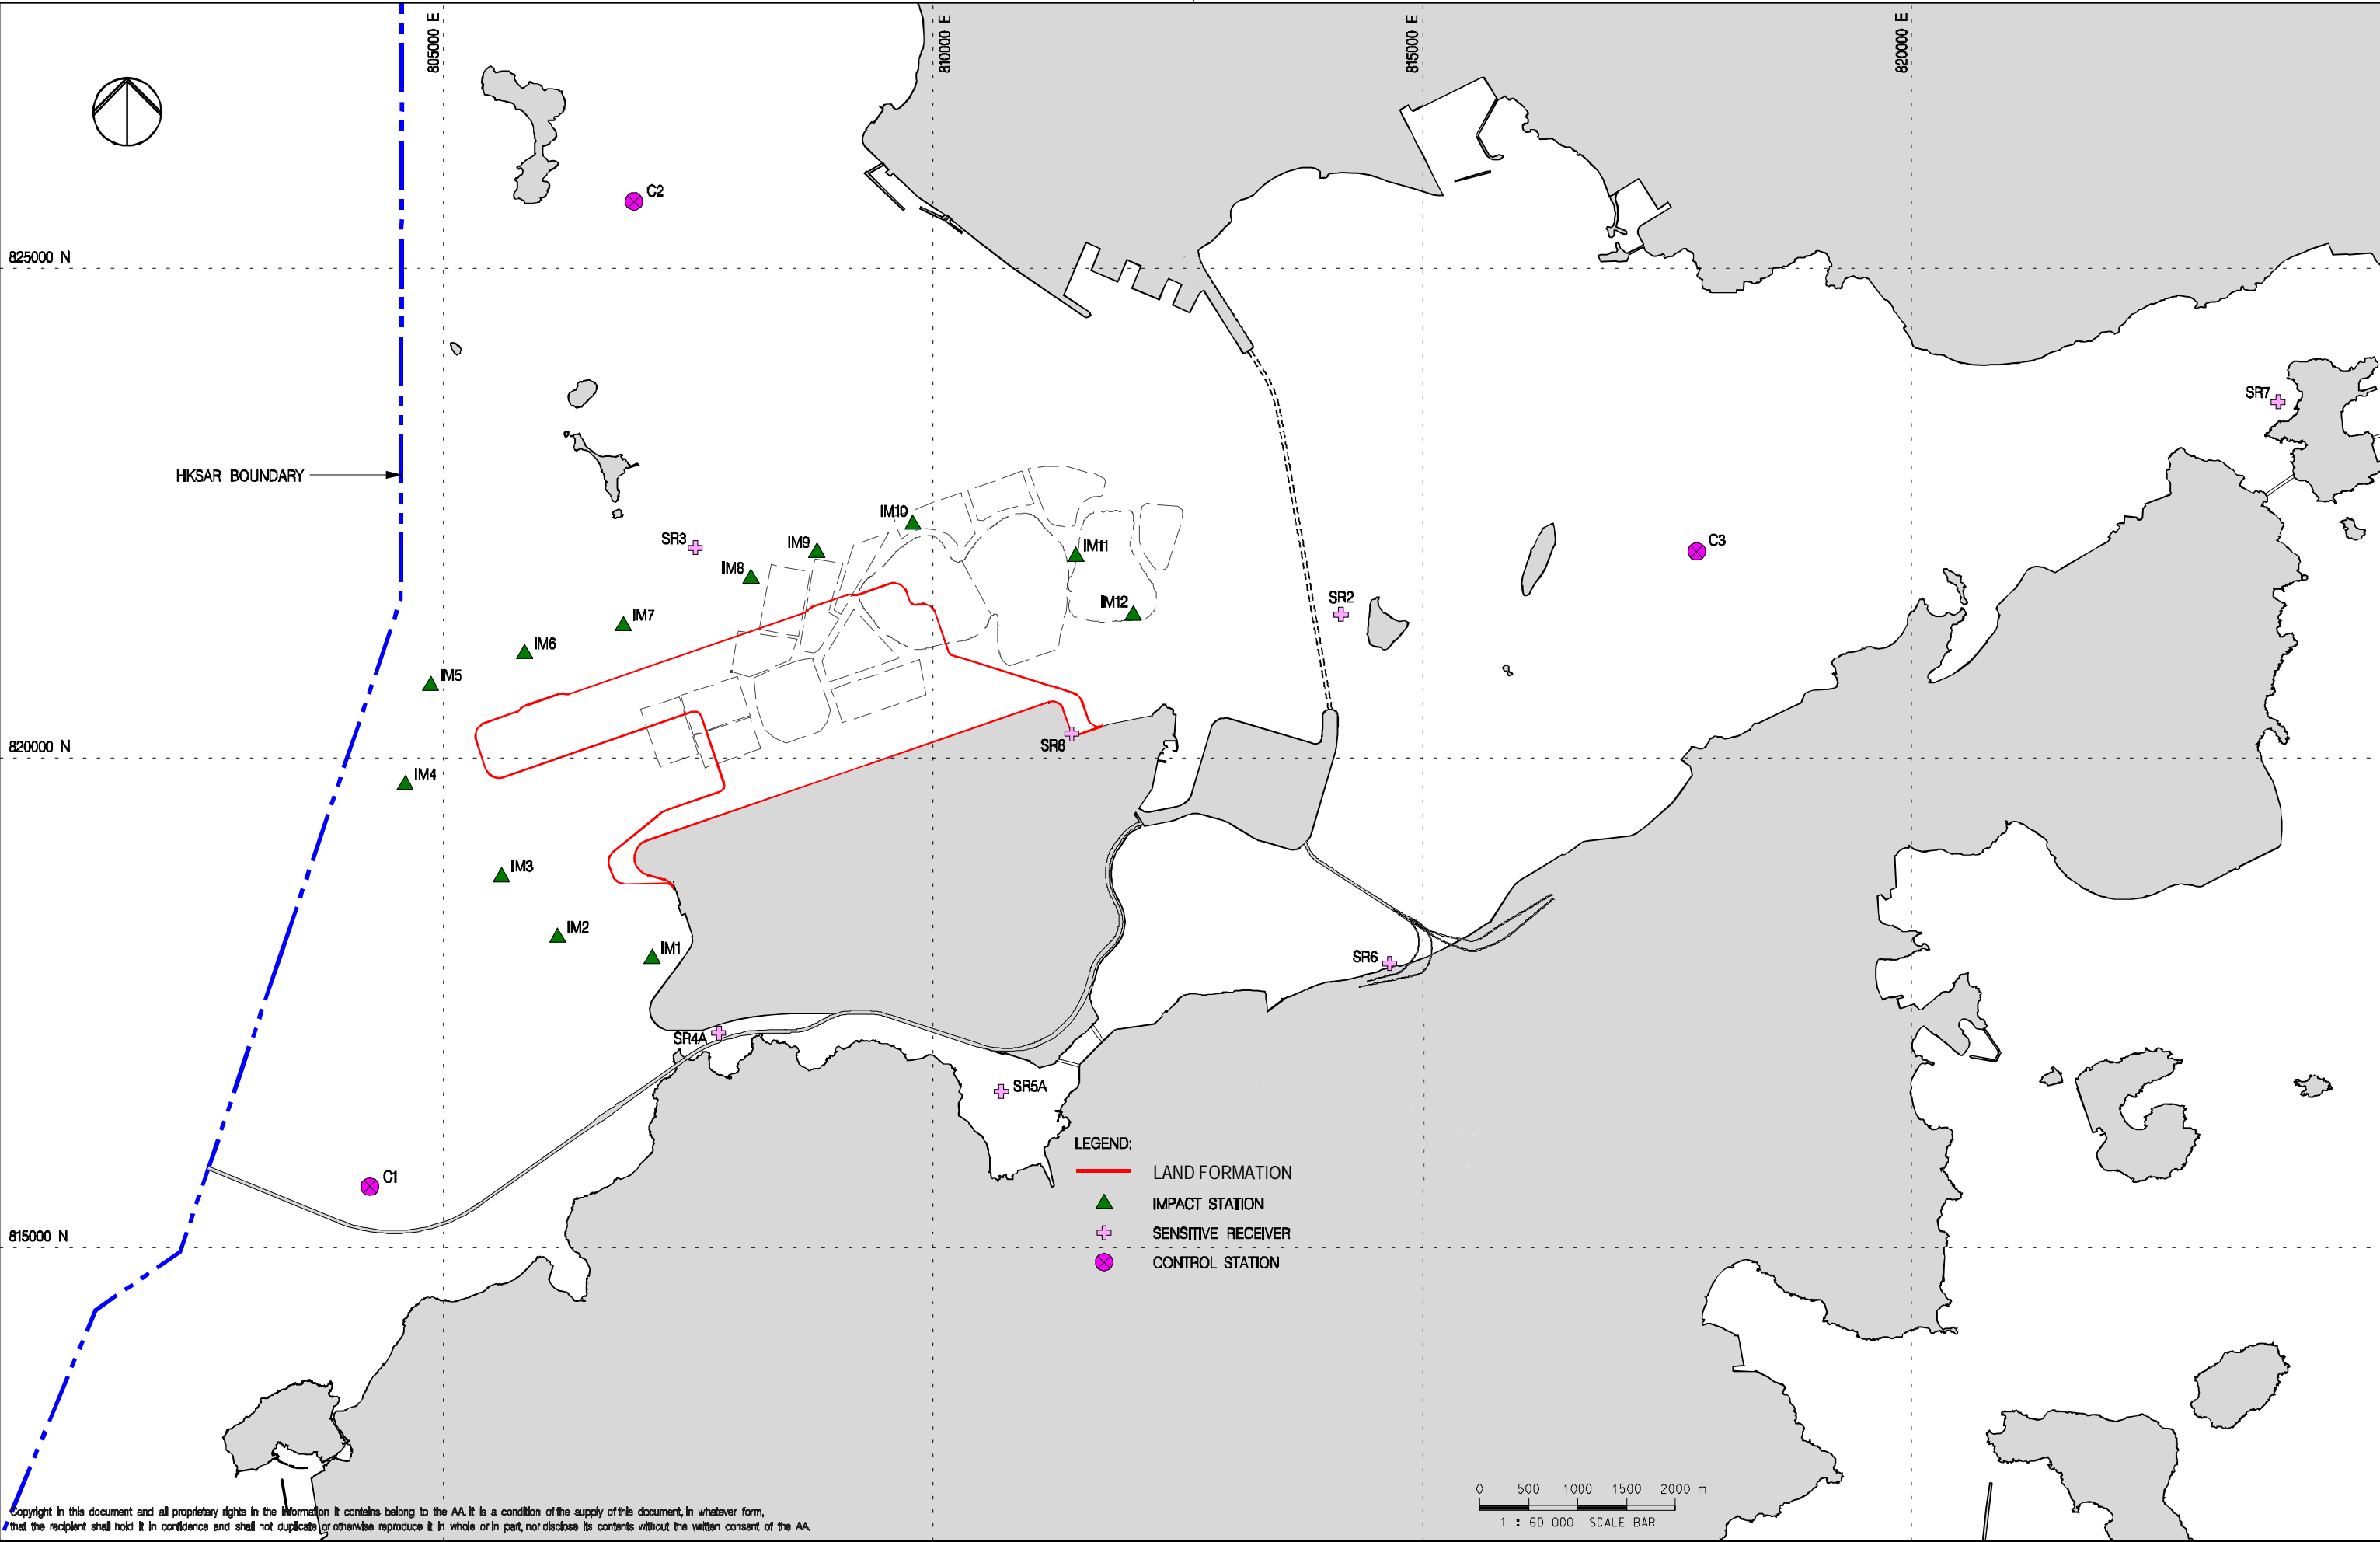 805000 E
810000 E
815000 E
820000 E
C2
825000 N
SR7
HKSAR BOUNDARY
IM10
SR3
IM9
IM11
C3
IM8
SR2
IM12
IM7
IM6
IM5
SR8
820000 N
IM4
IM3
IM2
IM1
SR6
SR4A
SR5A
LEGEND:
LAND FORMATION
C1
IMPACT STATION
SENSITIVE RECEIVER
815000 N
CONTROL STATION
0 500 1000 1500 2000 m
1 : 60 000 SCALE BAR
Copyright in this document and all proprietary rights in the information it contains belong to the AA. It is a condition of the supply of this document, in whatever form,
that the recipient shall hold it in confidence and shall not duplicate or otherwise reproduce it in whole or in part, nor disclose its contents without the written consent of the AA.